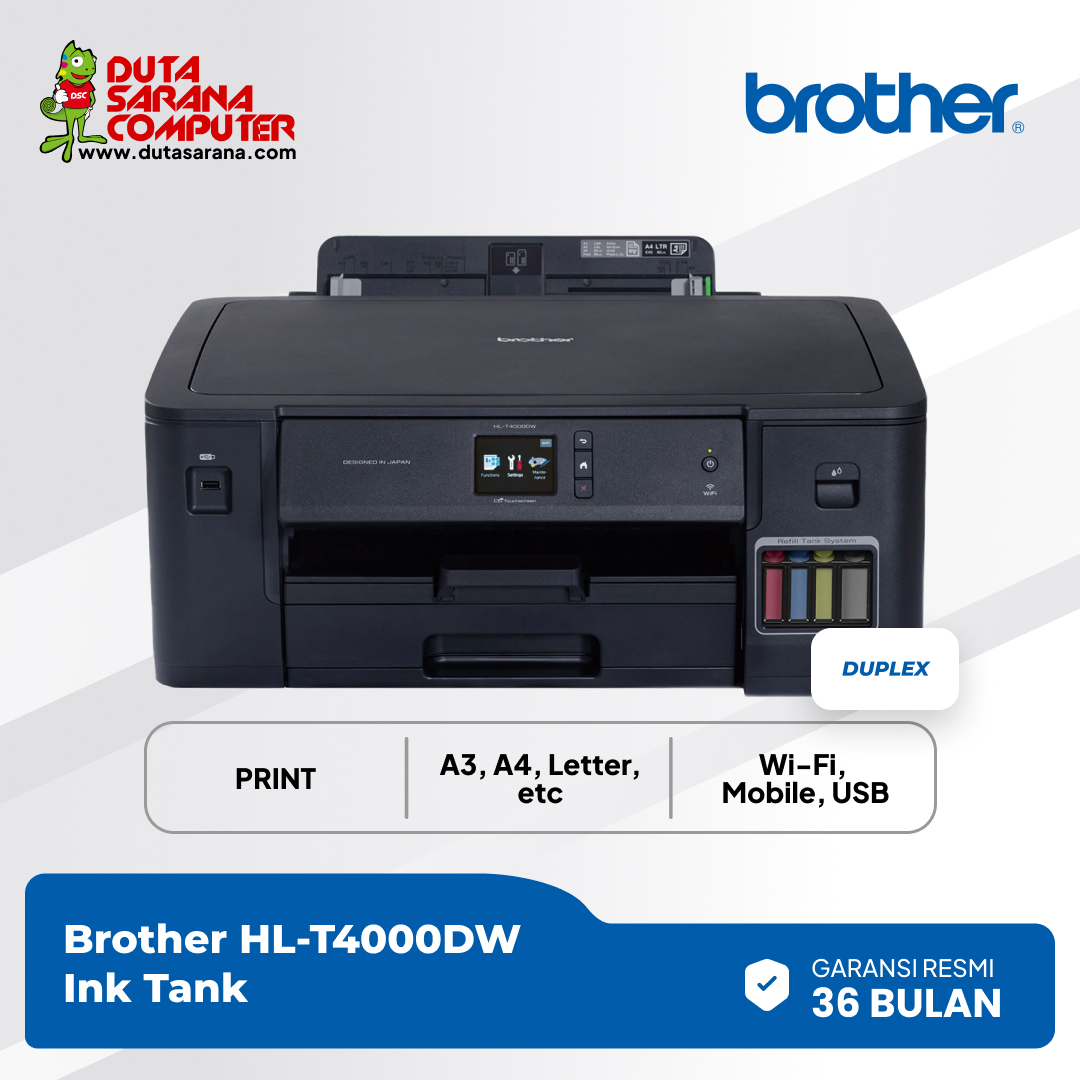 DUTA
SARANA
COMPUTER
DSC
www.dutasarana.com
brother®
A4 LTR
brother
HL-T4000DW
DESIGNED IN JAPAN
Functions
Settings
Mainte-
nance
Touchscreen
WiFi
Refill Tank System
DUPLEX
PRINT
A3, A4, Letter,
etc
Wi-Fi,
Mobile, USB
Brother HL-T4000DW
Ink Tank
GARANSI RESMI
36 BULAN